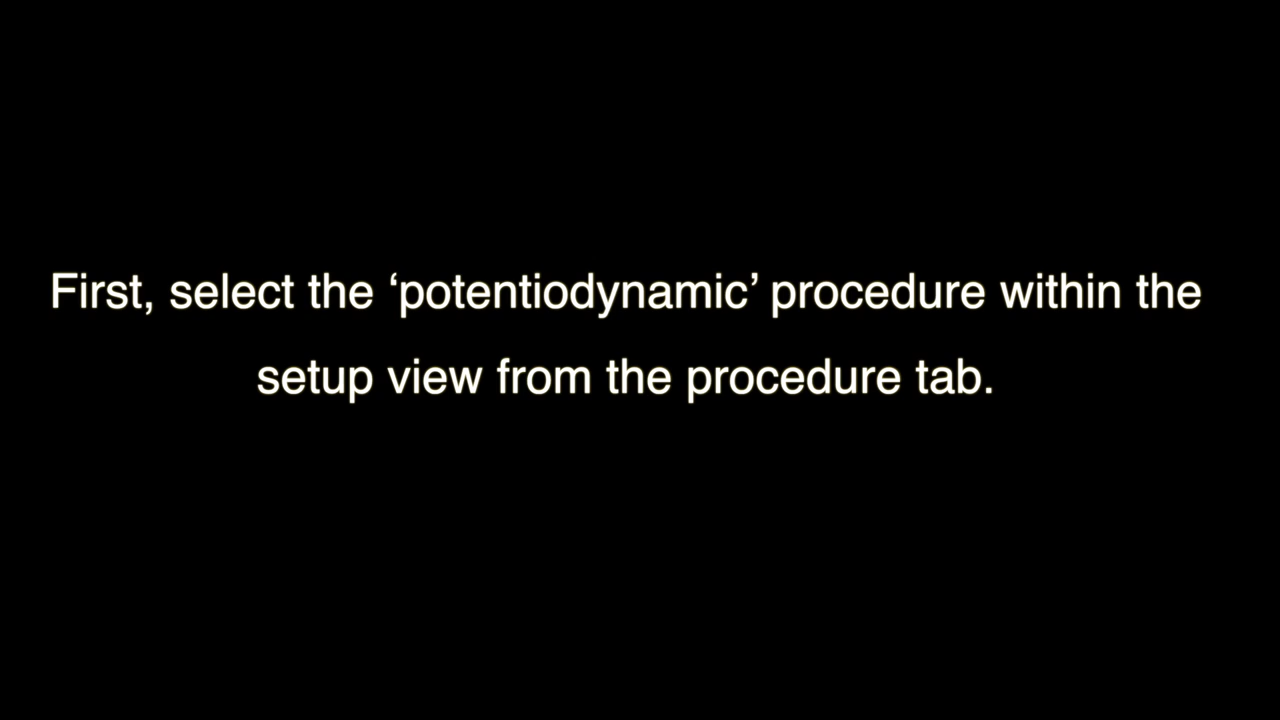 First, select the ‘potentiodynamic’ procedure within the
setup view from the procedure tab.